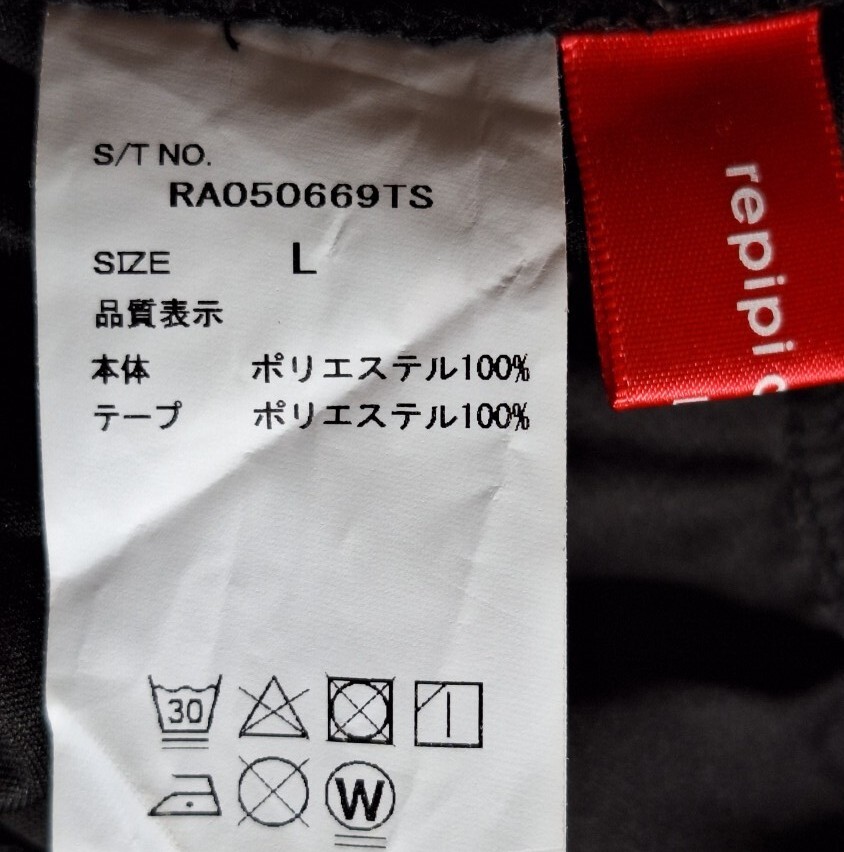 S/T NO.
RA050669TS
SIZE L
品質表示
本体 ポリエステル100%
テープ ポリエステル100%
30
W
repipi